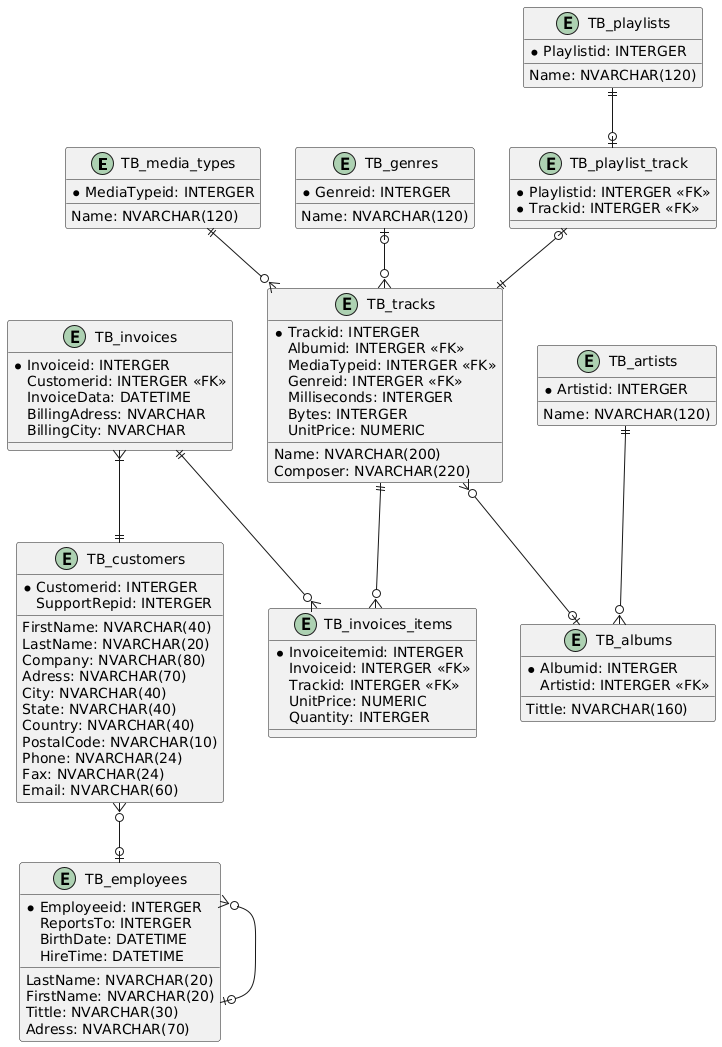 E TB_playlists
Playlistid: INTERGER
Name: NVARCHAR(120)
E TB_media_types
MediaTypeid: INTERGER
Name: NVARCHAR(120)
E TB_genres
Genreid: INTERGER
Name: NVARCHAR(120)
E TB_playlist_track
Playlistid: INTERGER «FK»
Trackid: INTERGER «FK»
E TB_tracks
Trackid: INTERGER
Albumid: INTERGER «FK»
MediaTypeid: INTERGER «FK»
Genreid: INTERGER «FK»
Milliseconds: INTERGER
Bytes: INTERGER
UnitPrice: NUMERIC
Name: NVARCHAR(200)
Composer: NVARCHAR(220)
E TB_invoices
Invoiceid: INTERGER
Customerid: INTERGER «FK»
InvoiceData: DATETIME
BillingAdress: NVARCHAR
BillingCity: NVARCHAR
E TB_artists
Artistid: INTERGER
Name: NVARCHAR(120)
E TB_customers
Customerid: INTERGER
SupportRepid: INTERGER
FirstName: NVARCHAR(40)
LastName: NVARCHAR(20)
Company: NVARCHAR(80)
Adress: NVARCHAR(70)
City: NVARCHAR(40)
State: NVARCHAR(40)
Country: NVARCHAR(40)
PostalCode: NVARCHAR(10)
Phone: NVARCHAR(24)
Fax: NVARCHAR(24)
Email: NVARCHAR(60)
E TB_invoices_items
Invoiceitemid: INTERGER
Invoiceid: INTERGER «FK»
Trackid: INTERGER «FK»
UnitPrice: NUMERIC
Quantity: INTERGER
E TB_albums
Albumid: INTERGER
Artistid: INTERGER «FK»
Tittle: NVARCHAR(160)
E TB_employees
Employeeid: INTERGER
ReportsTo: INTERGER
BirthDate: DATETIME
HireTime: DATETIME
LastName: NVARCHAR(20)
FirstName: NVARCHAR(20)
Tittle: NVARCHAR(30)
Adress: NVARCHAR(70)